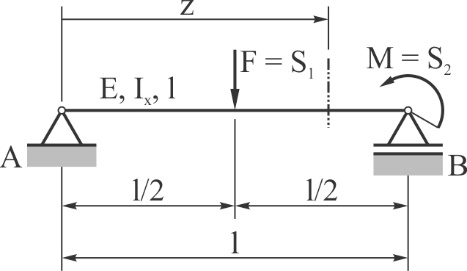 z
F = S₁
M = S₂
E, Iₓ, l
A
B
l/2
l/2
l